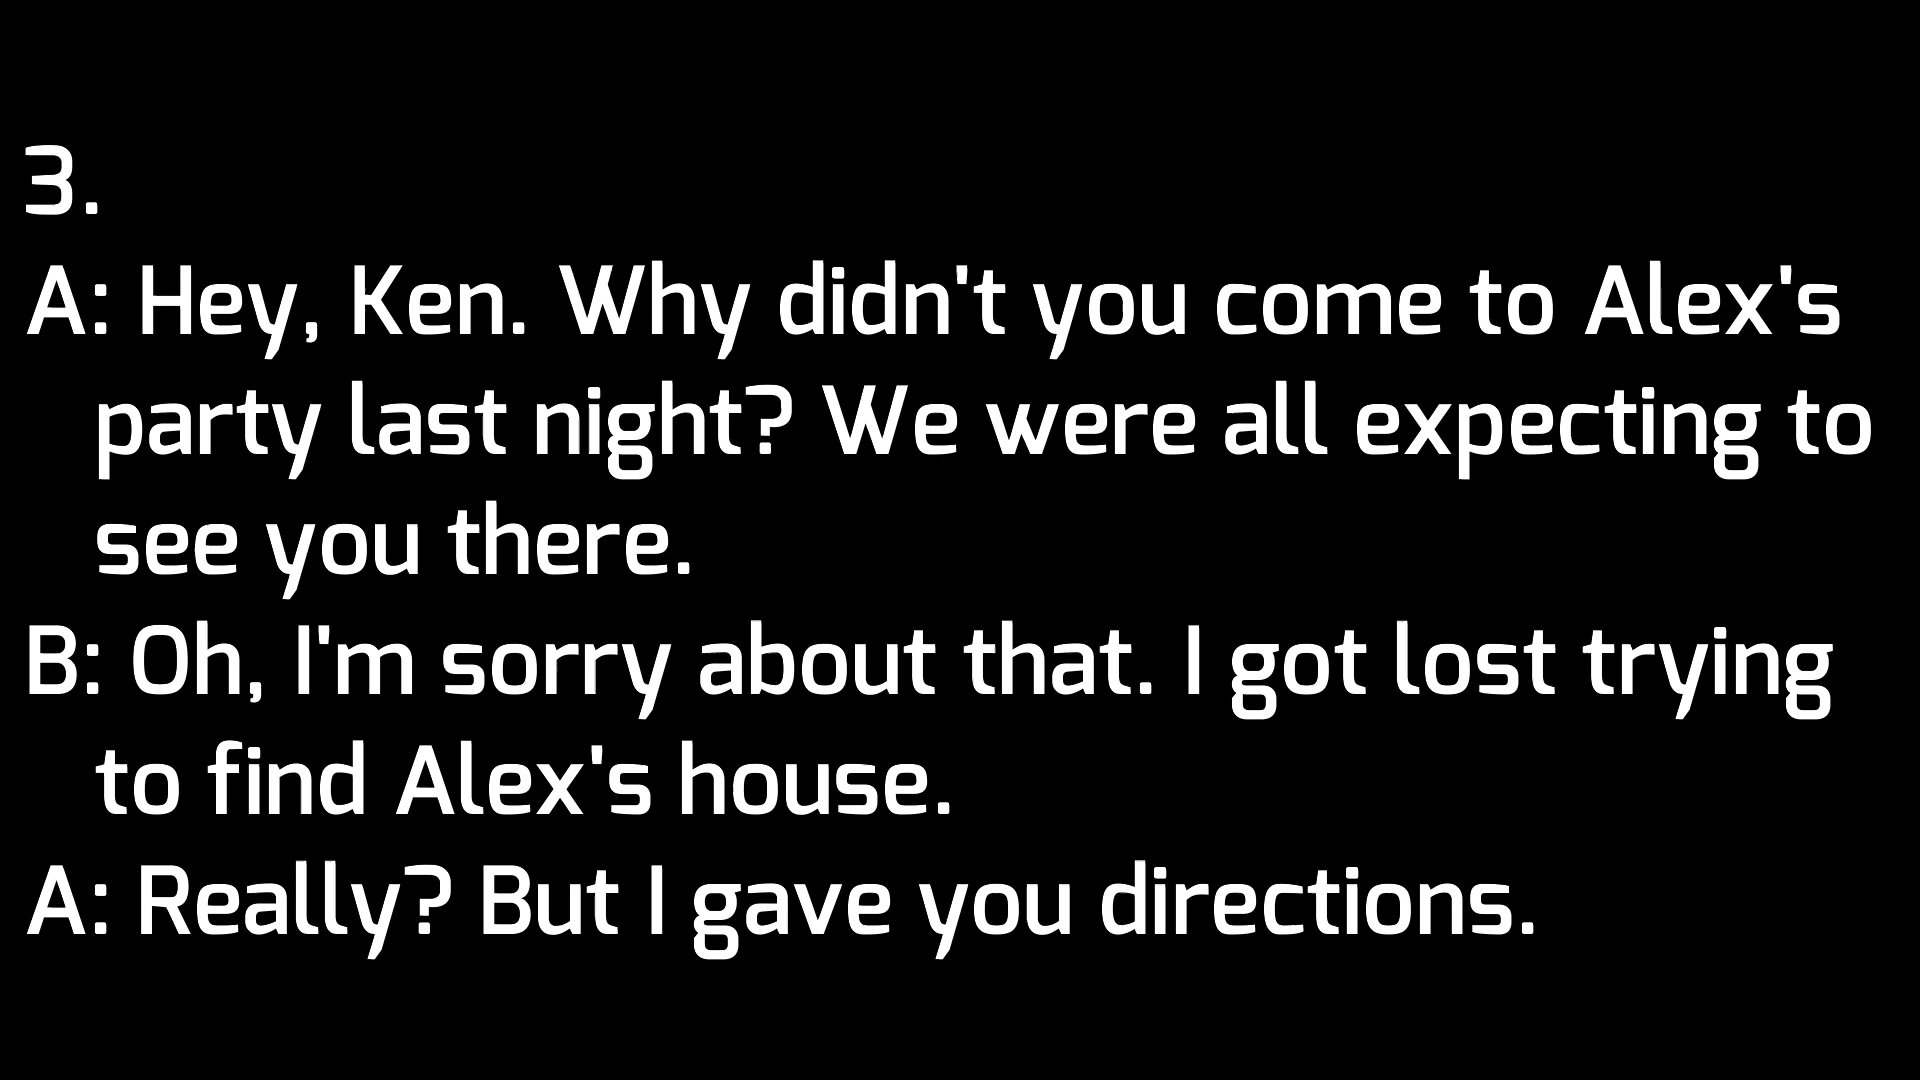 3.
A: Hey, Ken. Why didn't you come to Alex's
party last night? We were all expecting to
see you there.
B: Oh, I'm sorry about that. I got lost trying
to find Alex's house.
A: Really? But I gave you directions.